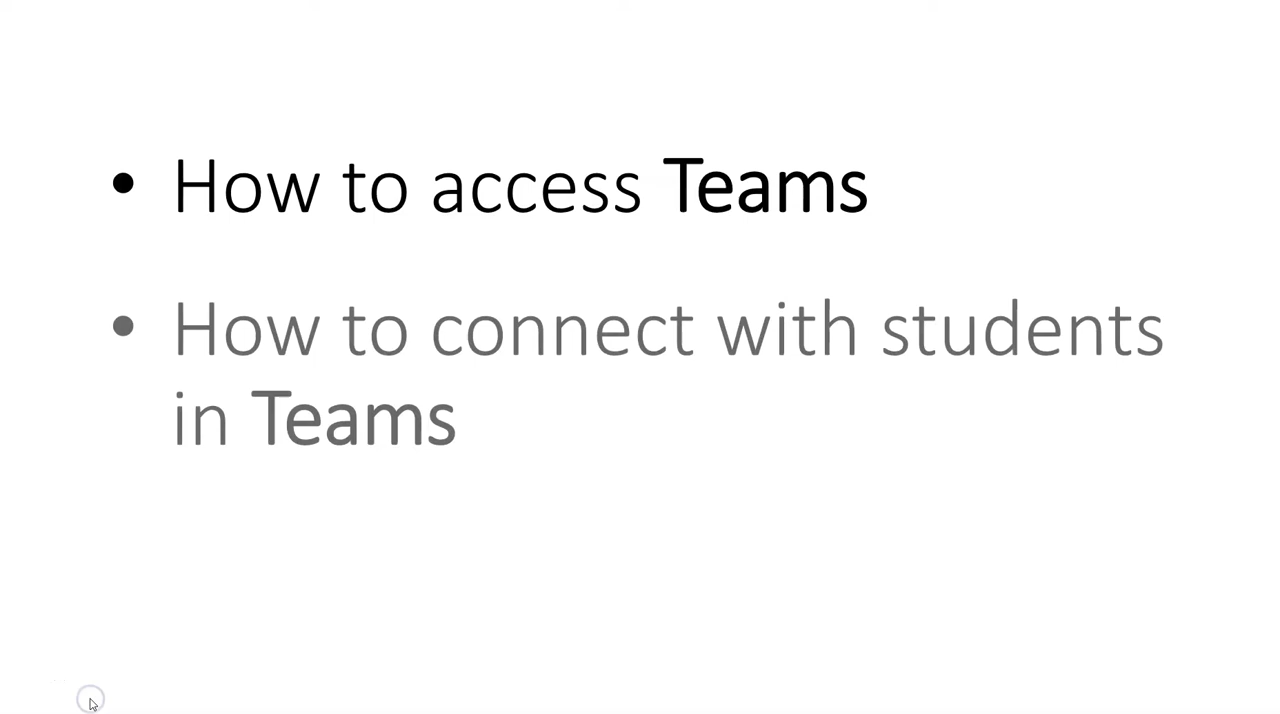 • How to access Teams
• How to connect with students
in Teams